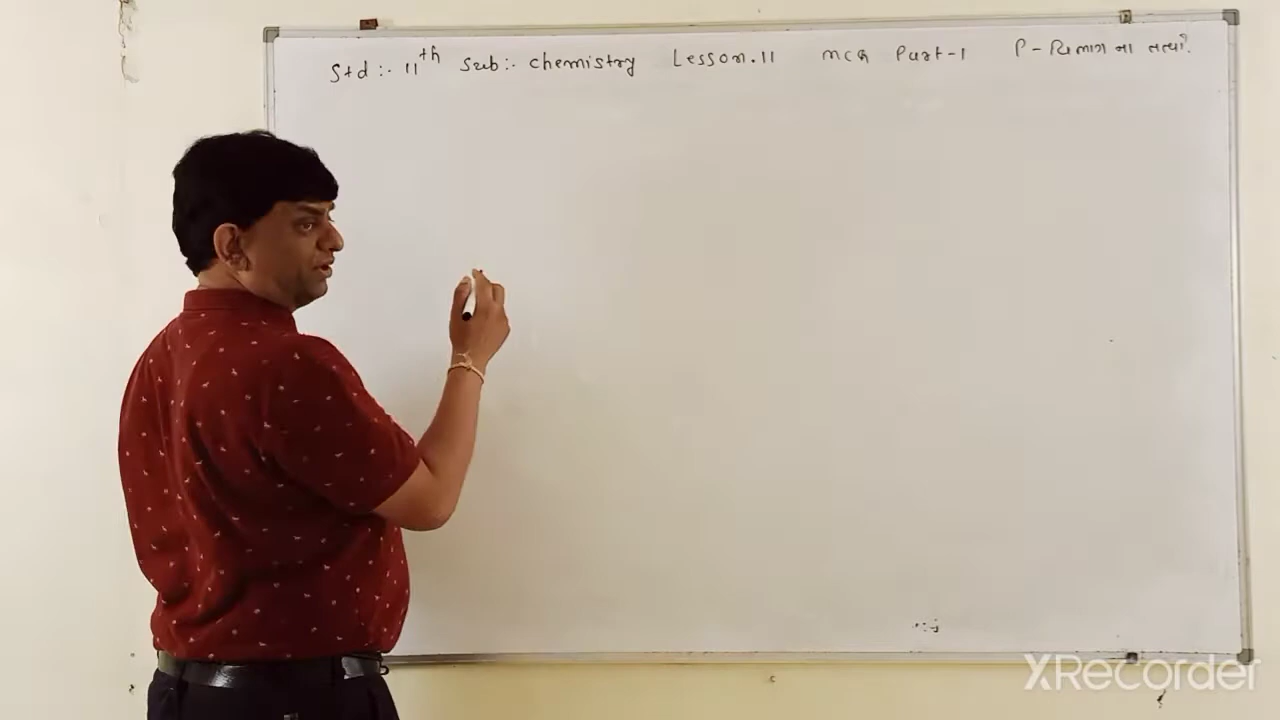 Std :- 11th Sub :- chemistry Lesson.11 MCQ Part-1 P-વિભાગ ના તત્વો.
XRecorder